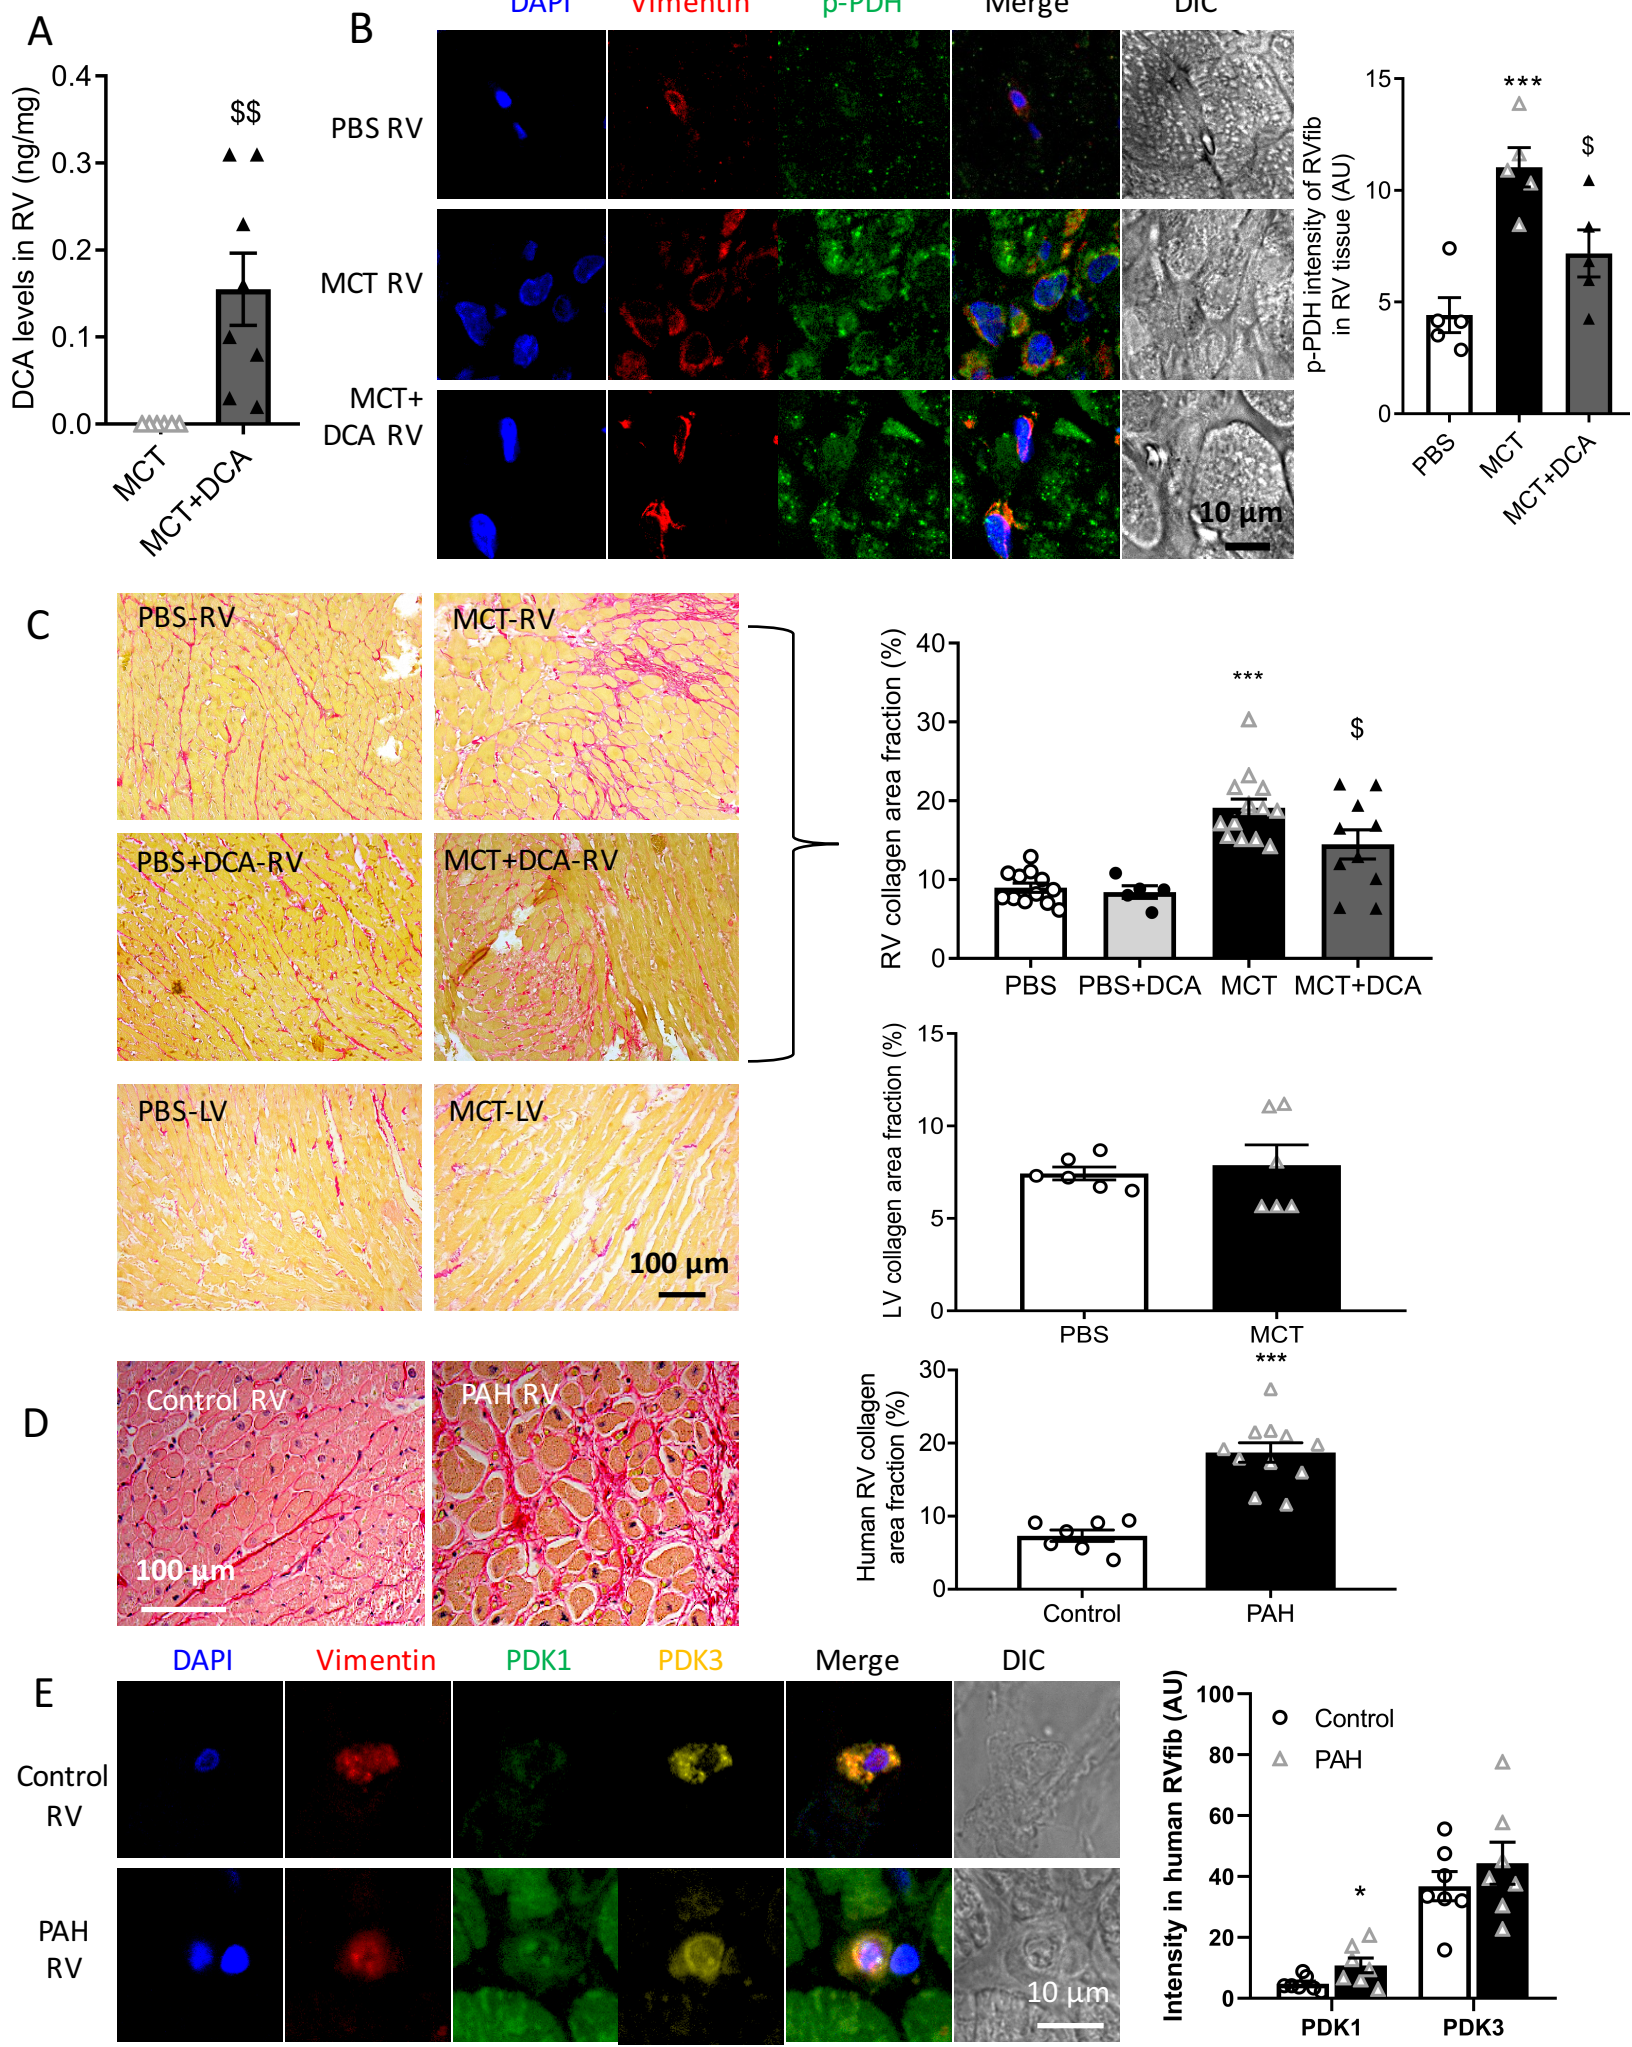 A
DCA levels in RV (ng/mg)
0.4
0.3
0.2
0.1
0.0
$$
MCT
MCT+DCA
B
DAPI Vimentin p-PDH Merge DIC
PBS RV
MCT RV
MCT+
DCA RV
10 μm
p-PDH intensity of RVfib
in RV tissue (AU)
15
10
5
0
***
$
PBS
MCT
MCT+DCA
C
PBS-RV
MCT-RV
PBS+DCA-RV
MCT+DCA-RV
PBS-LV
MCT-LV
100 μm
RV collagen area fraction (%)
40
30
20
10
0
***
$
PBS PBS+DCA MCT MCT+DCA
LV collagen area fraction (%)
15
10
5
0
PBS MCT
D
Control RV
PAH RV
100 μm
Human RV collagen
area fraction (%)
30
20
10
0
***
Control PAH
E
DAPI Vimentin PDK1 PDK3 Merge DIC
Control
RV
PAH
RV
10 μm
Intensity in human RVfib (AU)
100
80
60
40
20
0
Control
PAH
*
PDK1 PDK3